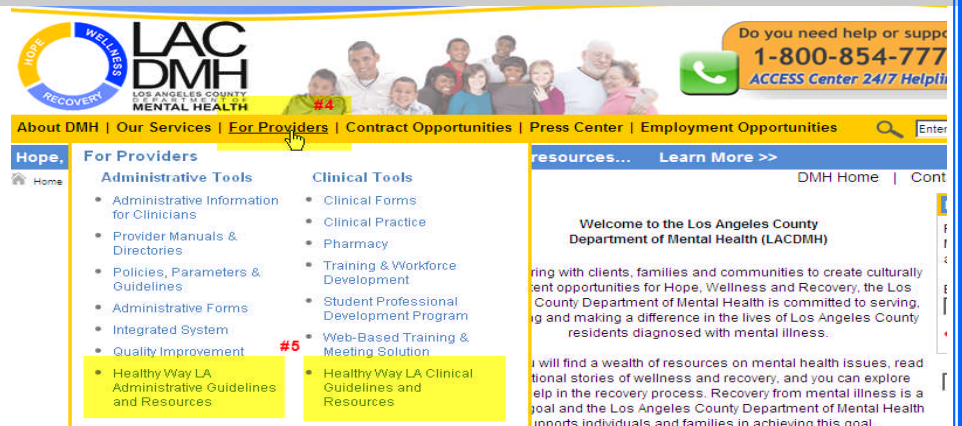 HOPE
WELLNESS
RECOVERY
LAC
DMH
LOS ANGELES COUNTY
DEPARTMENT OF
MENTAL HEALTH
Do you need help or
1-800-854-777
ACCESS Center 24/7
#4
About DMH | Our Services | For Providers | Contract Opportunities | Press Center | Employment Opportunities
Enter
Hope,
resources... Learn More >>
Home
DMH Home |
For Providers
Administrative Tools
• Administrative Information
for Clinicians
• Provider Manuals &
Directories
• Policies, Parameters &
Guidelines
• Administrative Forms
• Integrated System
• Quality Improvement
#5
• Healthy Way LA
Administrative Guidelines
and Resources
Clinical Tools
• Clinical Forms
• Clinical Practice
• Pharmacy
• Training & Workforce
Development
• Student Professional
Development Program
• Web-Based Training &
Meeting Solution
• Healthy Way LA Clinical
Guidelines and
Resources
Welcome to the Los Angeles County
Department of Mental Health (LACDMH)
with clients, families and communities to create culturally
opportunities for Hope, Wellness and Recovery, the Los
County Department of Mental Health is committed to serving,
and making a difference in the lives of Los Angeles County
residents diagnosed with mental illness.
will find a wealth of resources on mental health issues, read
stories of wellness and recovery, and you can explore
in the recovery process. Recovery from mental illness is a
and the Los Angeles County Department of Mental Health
individuals and families in achieving this goal.